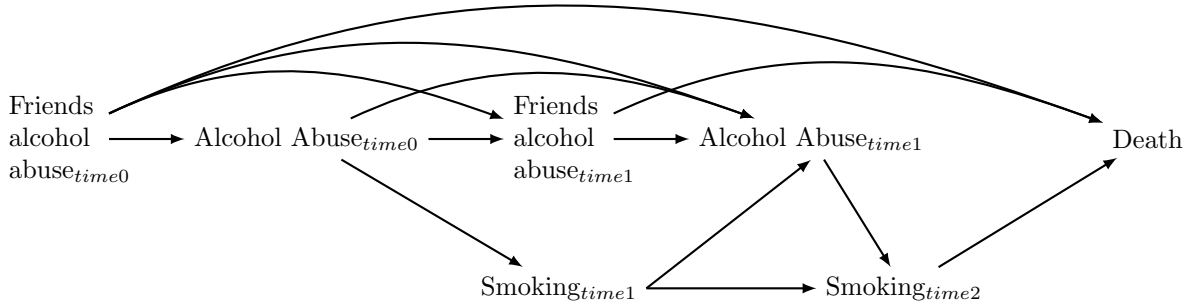 Friends
alcohol
abuse_time0
Alcohol Abuse_time0
Friends
alcohol
abuse_time1
Alcohol Abuse_time1
Death
Smoking_time1
Smoking_time2